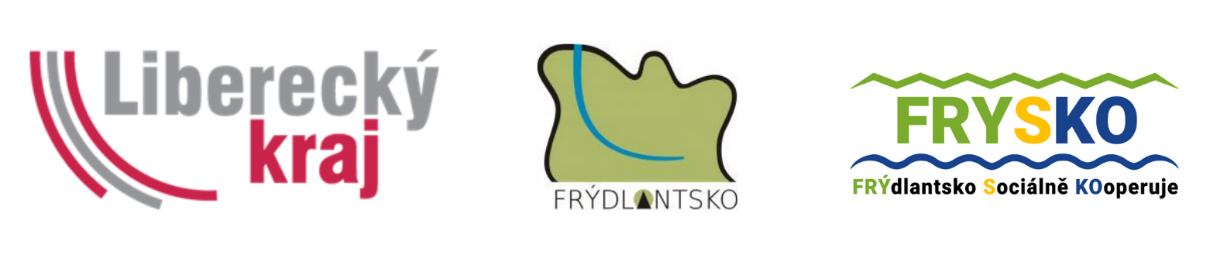 Liberecký
kraj
FRÝDLANTSKO
FRYSKO
FRÝdlantsko Sociálně KOoperuje